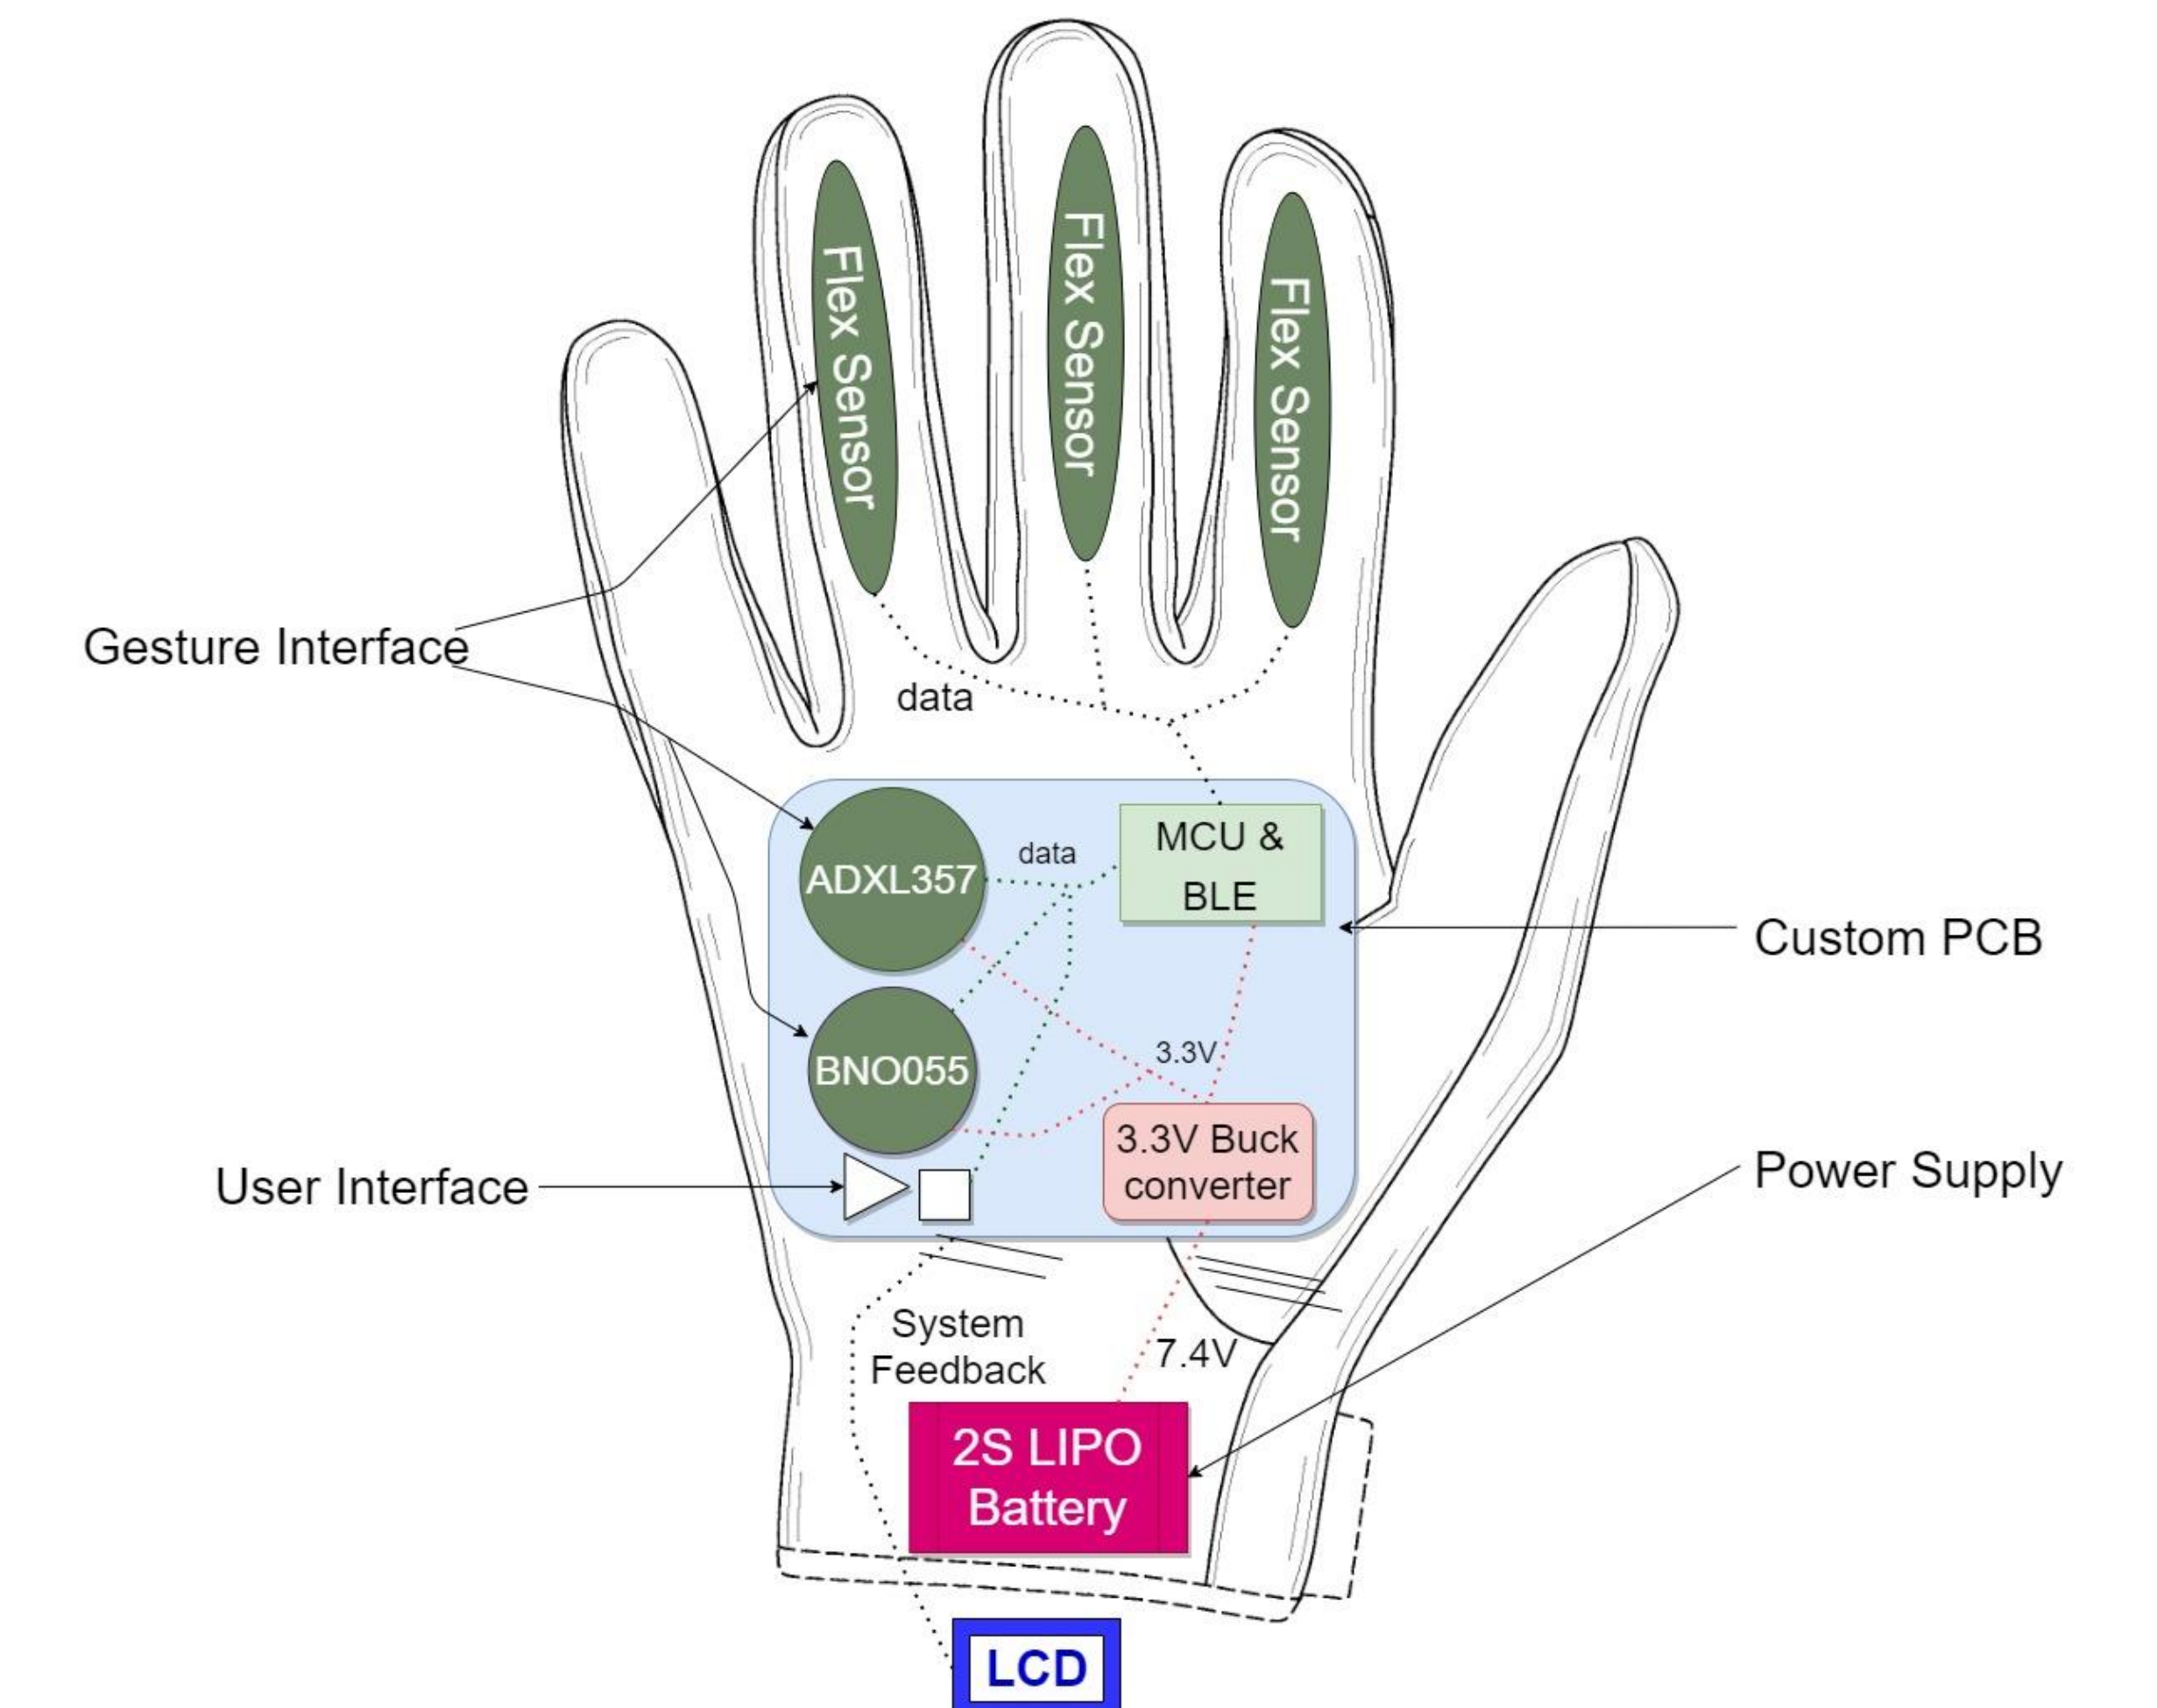 Flex Sensor
Flex Sensor
Flex Sensor
Gesture Interface
data
ADXL357
data
MCU &
BLE
Custom PCB
BNO055
3.3V
3.3V Buck
converter
User Interface
Power Supply
System
Feedback
7.4V
2S LIPO
Battery
LCD